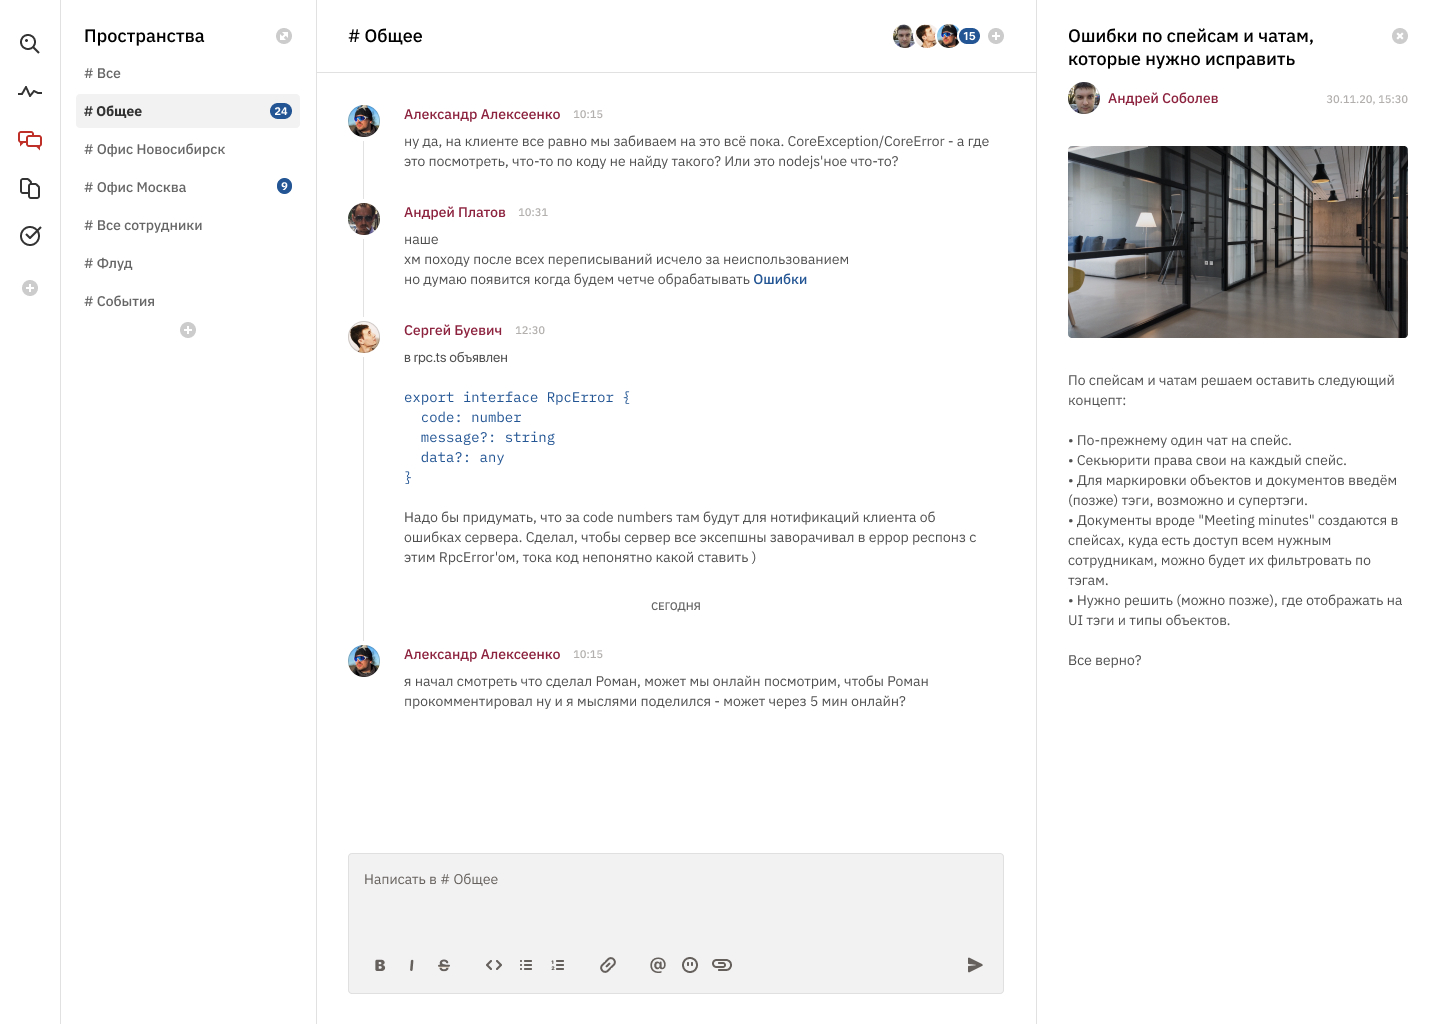 Пространства
# Все
# Общее 24
# Офис Новосибирск
# Офис Москва 9
# Все сотрудники
# Флуд
# События
# Общее
15
Александр Алексеенко 10:15
ну да, на клиенте все равно мы забиваем на это всё пока. CoreException/CoreError - а где
это посмотреть, что-то по коду не найду такого? Или это nodejs'ное что-то?
Андрей Платов 10:31
наше
хм походу после всех переписываний исчело за неиспользованием
но думаю появится когда будем четче обрабатывать Ошибки
Сергей Буевич 12:30
в rpc.ts объявлен
export interface RpcError {
  code: number
  message?: string
  data?: any
}
Надо бы придумать, что за code numbers там будут для нотификаций клиента об
ошибках сервера. Сделал, чтобы сервер все эксепшны заворачивал в еррор респонз с
этим RpcError'ом, тока код непонятно какой ставить )
СЕГОДНЯ
Александр Алексеенко 10:15
я начал смотреть что сделал Роман, может мы онлайн посмотрим, чтобы Роман
прокомментировал ну и я мыслями поделился - может через 5 мин онлайн?
Написать в # Общее
Ошибки по спейсам и чатам,
которые нужно исправить
Андрей Соболев 30.11.20, 15:30
По спейсам и чатам решаем оставить следующий
концепт:
• По-прежнему один чат на спейс.
• Секьюрити права свои на каждый спейс.
• Для маркировки объектов и документов введём
(позже) тэги, возможно и супертэги.
• Документы вроде "Meeting minutes" создаются в
спейсах, куда есть доступ всем нужным
сотрудникам, можно будет их фильтровать по
тэгам.
• Нужно решить (можно позже), где отображать на
UI тэги и типы объектов.
Все верно?